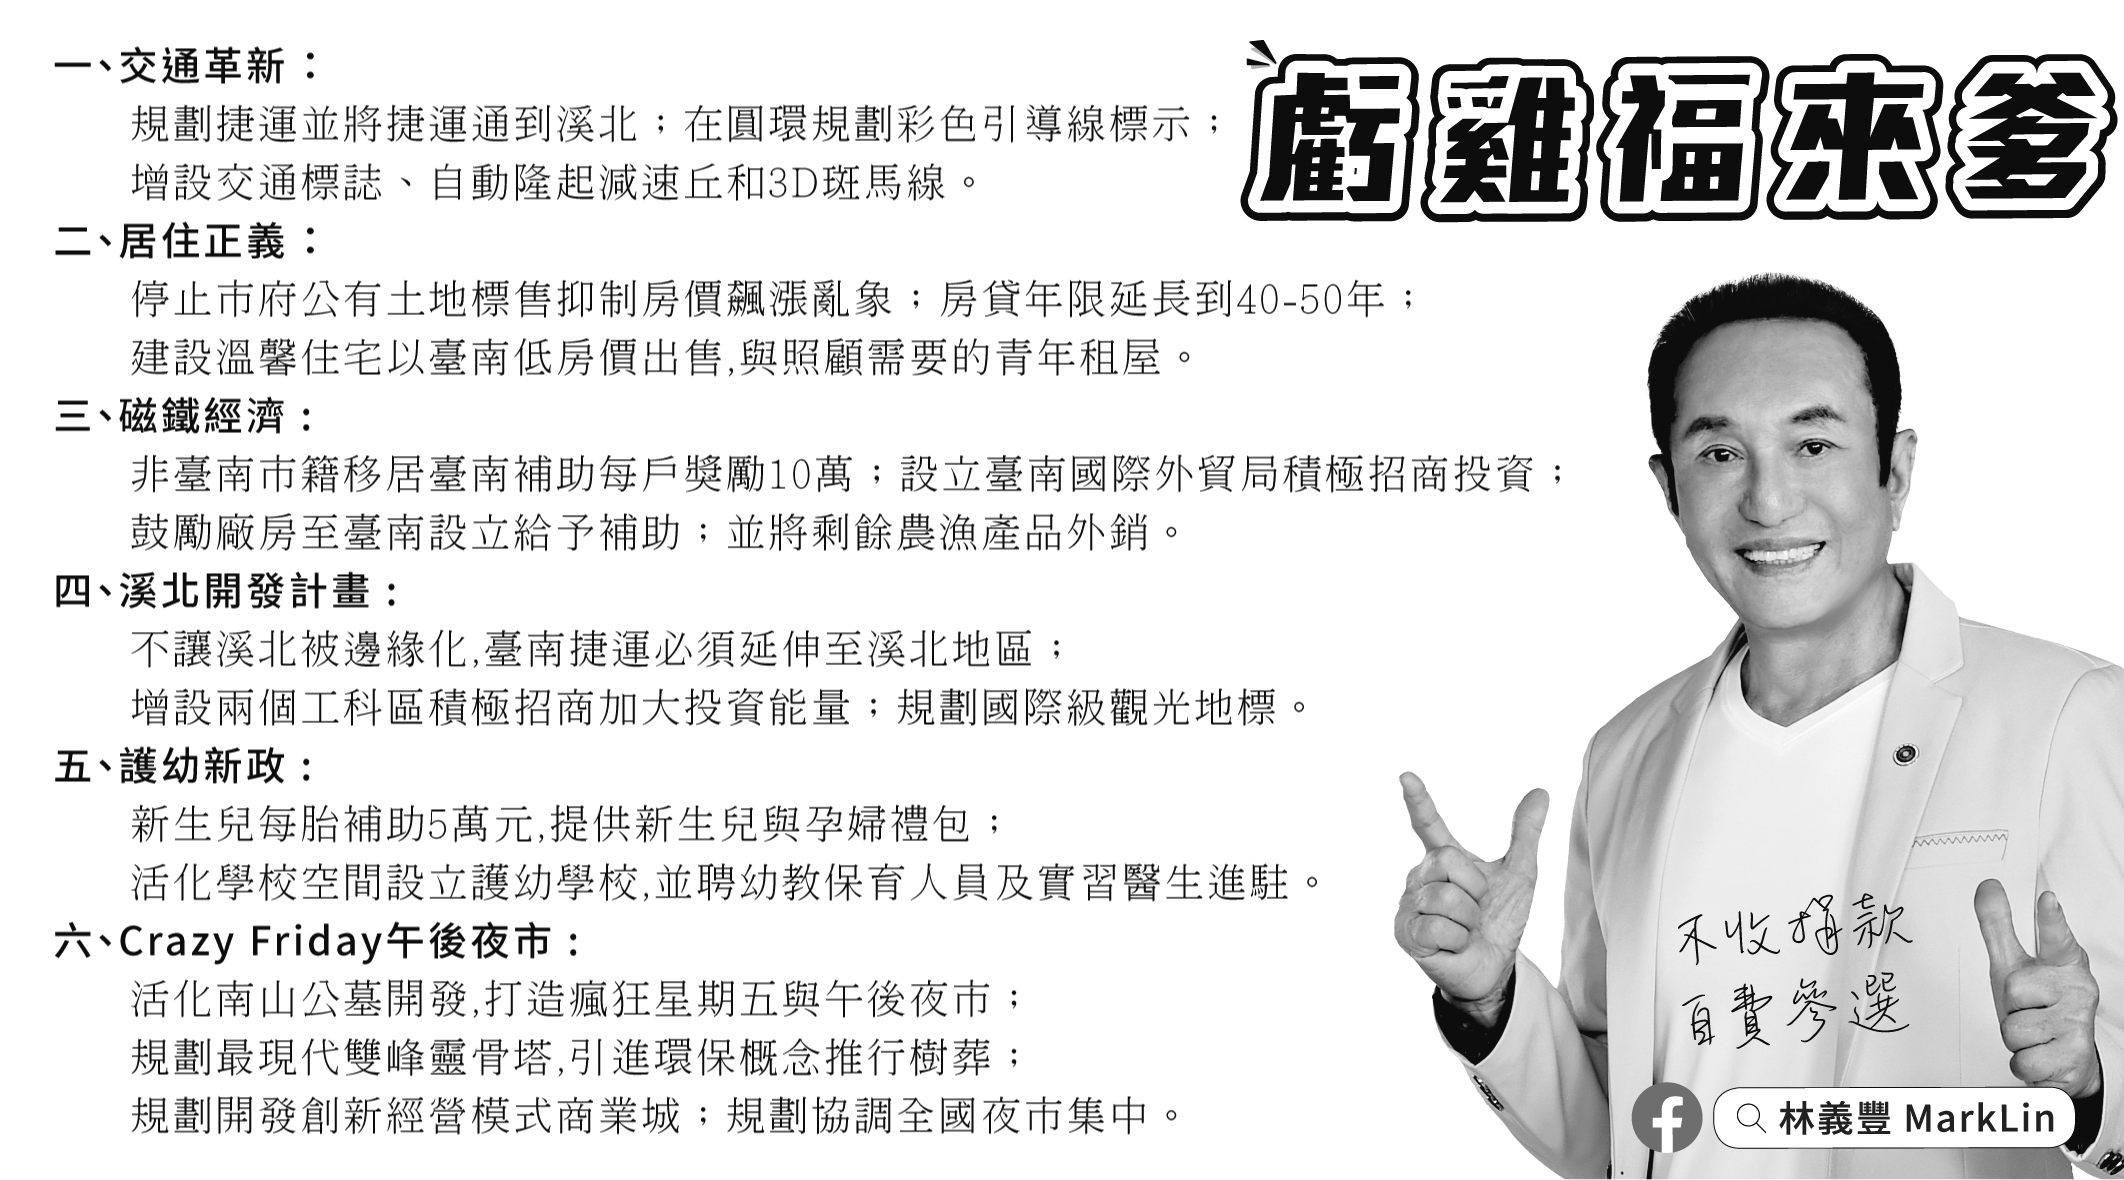 一、交通革新：
規劃捷運並將捷運通到溪北；在圓環規劃彩色引導線標示；
增設交通標誌、自動隆起減速丘和3D斑馬線。
二、居住正義：
停止市府公有土地標售抑制房價飆漲亂象；房貸年限延長到40-50年；
建設溫馨住宅以臺南低房價出售,與照顧需要的青年租屋。
三、磁鐵經濟：
非臺南市籍移居臺南補助每戶獎勵10萬；設立臺南國際外貿局積極招商投資；
鼓勵廠房至臺南設立給予補助；並將剩餘農漁產品外銷。
四、溪北開發計畫：
不讓溪北被邊緣化,臺南捷運必須延伸至溪北地區；
增設兩個工科區積極招商加大投資能量；規劃國際級觀光地標。
五、護幼新政：
新生兒每胎補助5萬元,提供新生兒與孕婦禮包；
活化學校空間設立護幼學校,並聘幼教保育人員及實習醫生進駐。
六、Crazy Friday午後夜市：
活化南山公墓開發,打造瘋狂星期五與午後夜市；
規劃最現代雙峰靈骨塔,引進環保概念推行樹葬；
規劃開發創新經營模式商業城；規劃協調全國夜市集中。
虧雞福來爹
不收捐款
自費參選
f 林義豐 MarkLin